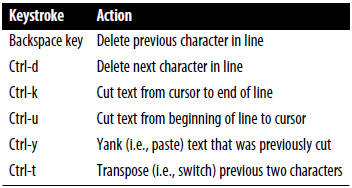 Keystroke Action
Backspace key Delete previous character in line
Ctrl-d Delete next character in line
Ctrl-k Cut text from cursor to end of line
Ctrl-u Cut text from beginning of line to cursor
Ctrl-y Yank (i.e., paste) text that was previously cut
Ctrl-t Transpose (i.e., switch) previous two characters